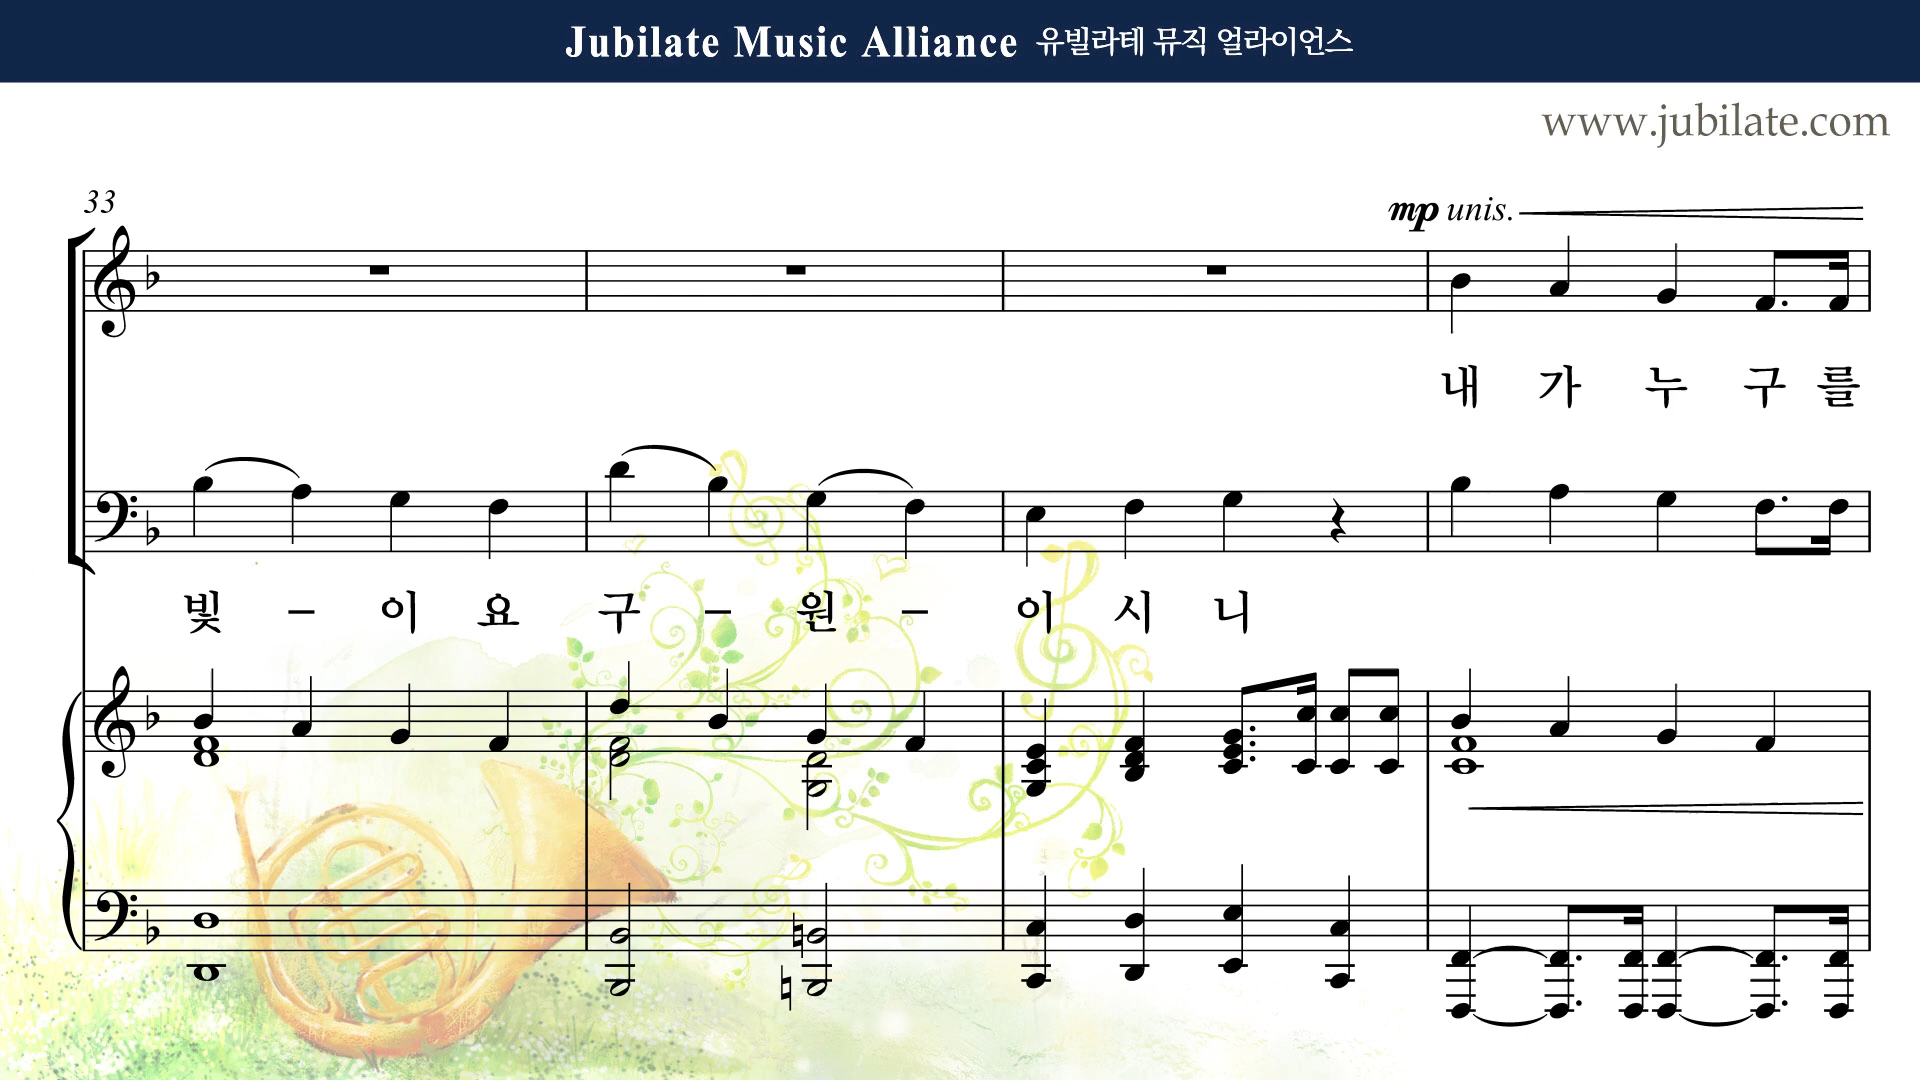 Jubilate Music Alliance 유빌라테 뮤직 얼라이언스
www.jubilate.com
33
mp unis.
내 가 누 구 를
빛 - 이 요 구 - 원 - 이 시 니